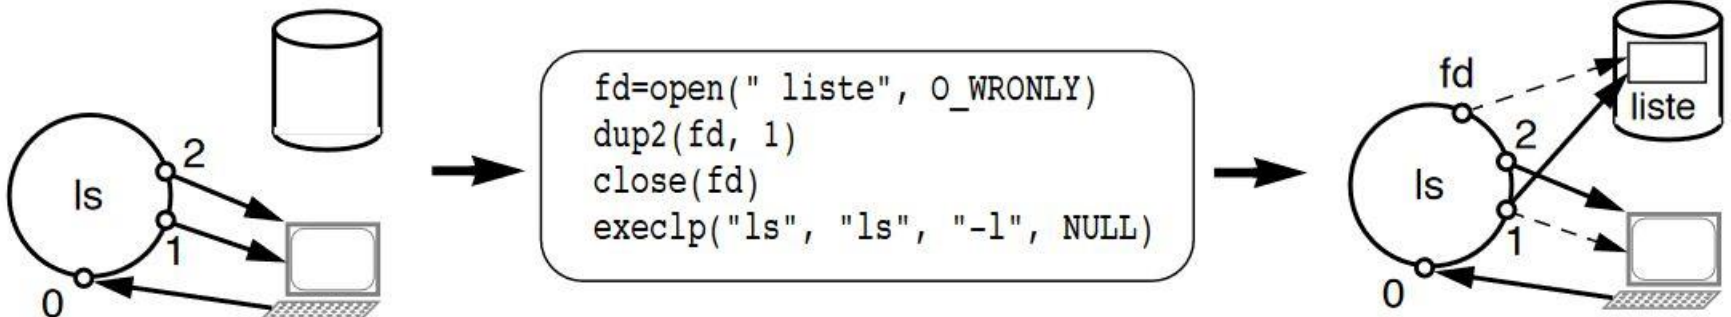 ls
2
1
0
fd=open(" liste", O_WRONLY)
dup2(fd, 1)
close(fd)
execlp("ls", "ls", "-l", NULL)
fd
liste
2
ls
1
0